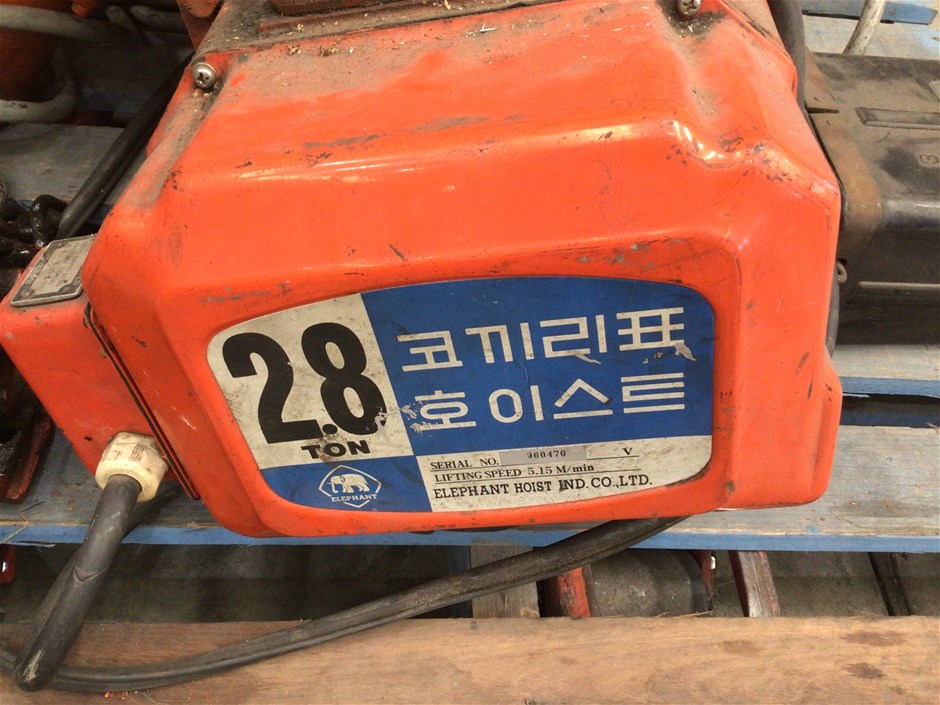 2.8
TON
코끼리표
호이스트
ELEPHANT
SERIAL NO. 960470 V
LIFTING SPEED 5.15 M/min
ELEPHANT HOIST IND. CO.,LTD.